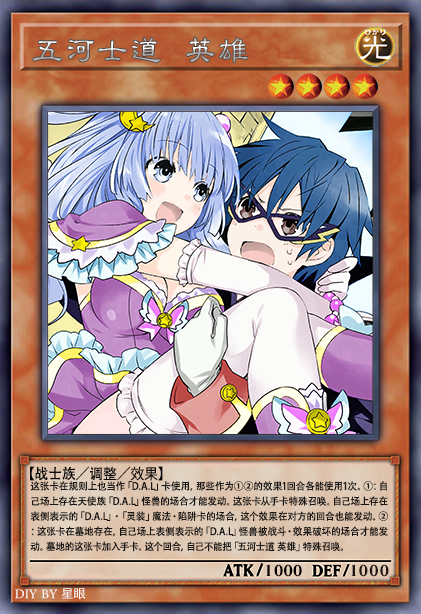 五河士道 英雄
ひかり
光
【战士族／调整／效果】
这张卡在规则上也当作「D.A.L」卡使用，那些作为①②的效果1回合各能使用1次。①：自
己场上存在天使族「D.A.L」怪兽的场合才能发动。这张卡从手卡特殊召唤。自己场上存在
表侧表示的「D.A.L」·「灵装」魔法·陷阱卡的场合，这个效果在对方的回合也能发动。②
：这张卡在墓地存在，自己场上表侧表示的「D.A.L」怪兽被战斗·效果破坏的场合才能发
动。墓地的这张卡加入手卡，这个回合，自己不能把「五河士道 英雄」特殊召唤。
ATK/1000 DEF/1000
DIY BY 星眼